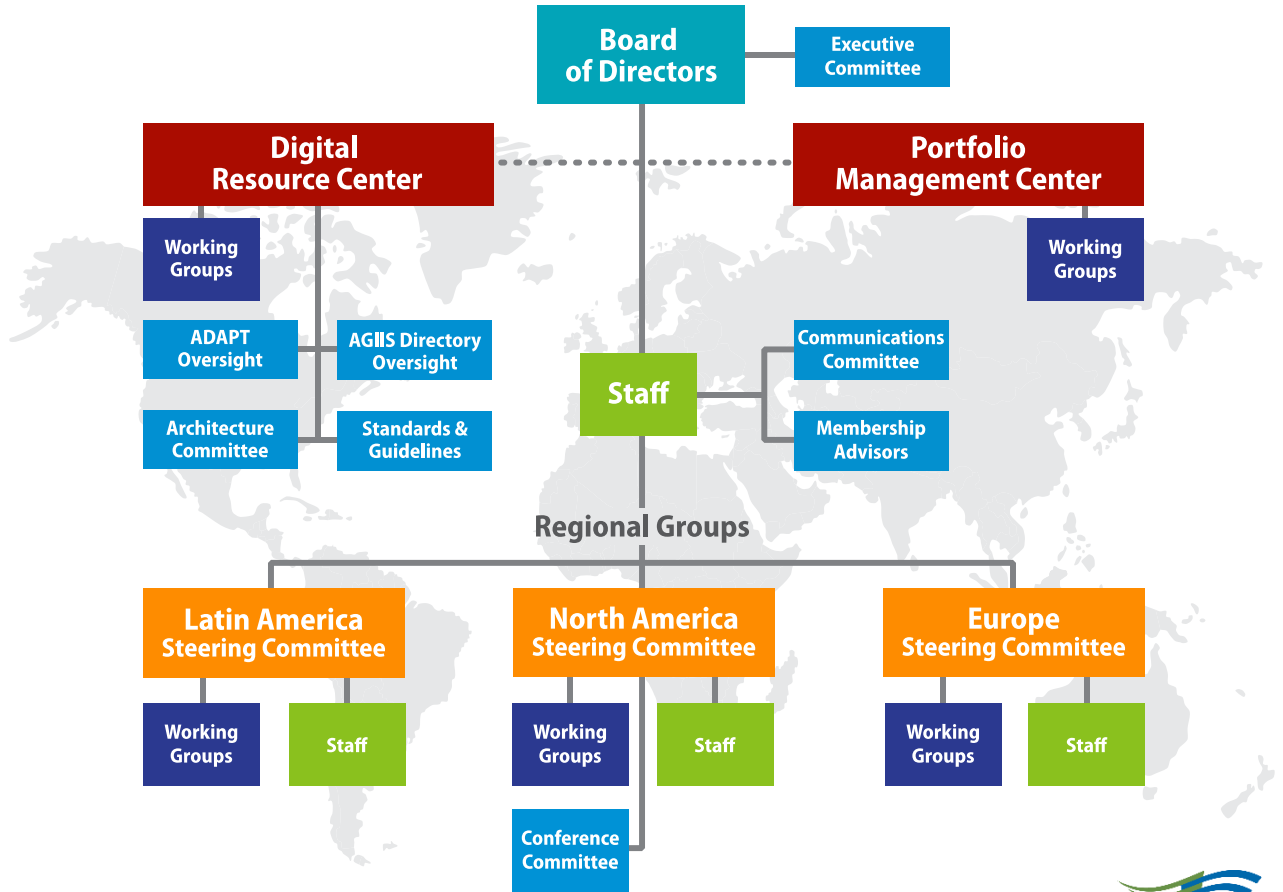 Board
of Directors
Executive
Committee
Digital
Resource Center
Portfolio
Management Center
Working
Groups
Working
Groups
ADAPT
Oversight
AGIIS Directory
Oversight
Communications
Committee
Staff
Architecture
Committee
Standards &
Guidelines
Membership
Advisors
Regional Groups
Latin America
Steering Committee
North America
Steering Committee
Europe
Steering Committee
Working
Groups
Staff
Working
Groups
Staff
Working
Groups
Staff
Conference
Committee